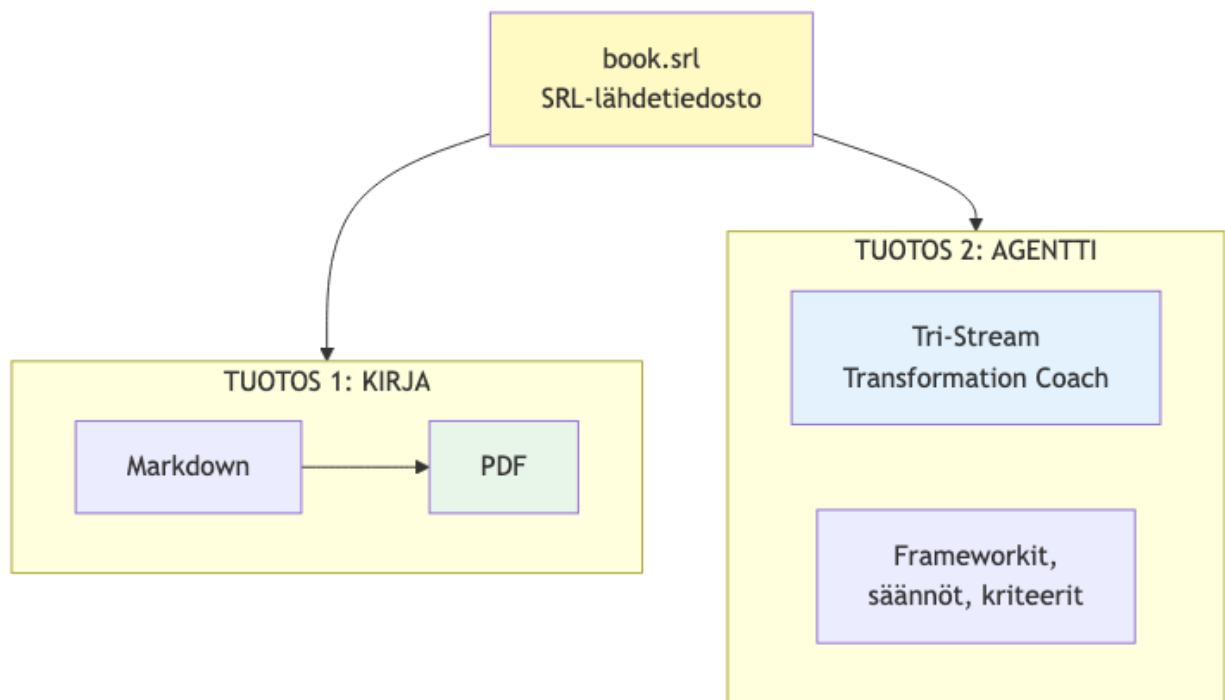 book.srl
SRL-lähdetiedosto
TUOTOS 2: AGENTTI
Tri-Stream
Transformation Coach
TUOTOS 1: KIRJA
Markdown
PDF
Frameworkit,
säännöt, kriteerit